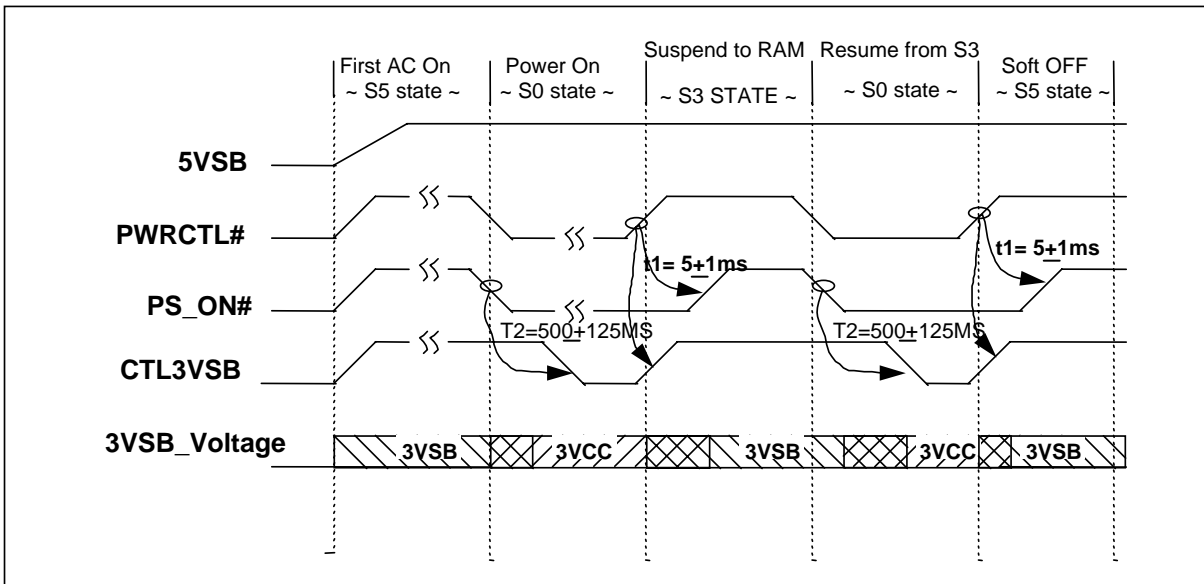 First AC On
~ S5 state ~
Power On
~ S0 state ~
Suspend to RAM
~ S3 STATE ~
Resume from S3
~ S0 state ~
Soft OFF
~ S5 state ~
5VSB
PWRCTL#
t1= 5±1ms
t1= 5±1ms
PS_ON#
T2=500±125MS
T2=500±125MS
CTL3VSB
3VSB_Voltage
3VSB
3VCC
3VSB
3VCC
3VSB